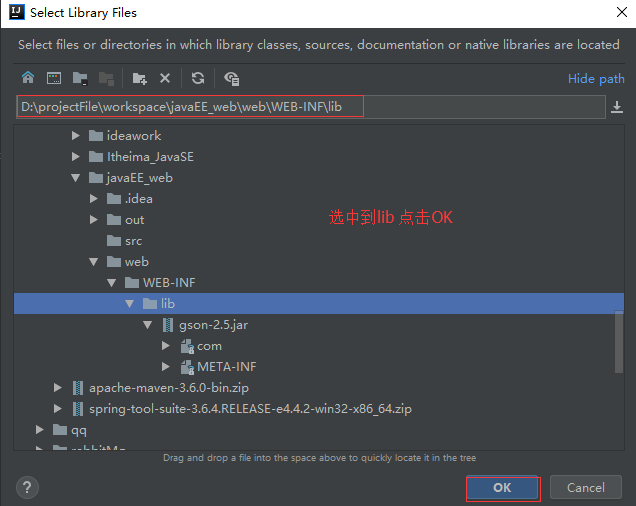 Select Library Files
Select files or directories in which library classes, sources, documentation or native libraries are located
Hide path
D:\projectFile\workspace\javaEE_web\web\WEB-INF\lib
ideawork
Itheima_JavaSE
javaEE_web
.idea
out
选中到lib 点击OK
src
web
WEB-INF
lib
gson-2.5.jar
com
META-INF
apache-maven-3.6.0-bin.zip
spring-tool-suite-3.6.4.RELEASE-e4.4.2-win32-x86_64.zip
qq
Drag and drop a file into the space above to quickly locate it in the tree
?
OK
Cancel